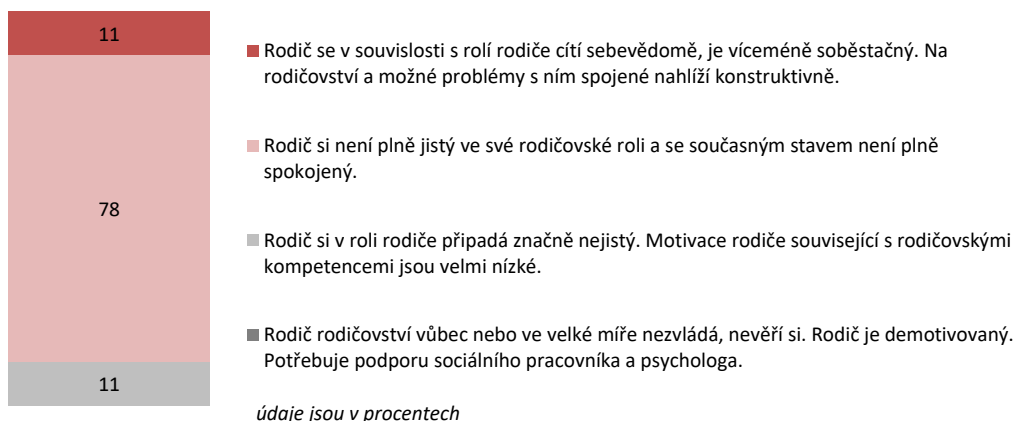 11
Rodič se v souvislosti s rolí rodiče cítí sebevědomě, je víceméně soběstačný. Na
rodičovství a možné problémy s ním spojené nahlíží konstruktivně.
Rodič si není plně jistý ve své rodičovské roli a se současným stavem není plně
spokojený.
78
Rodič si v roli rodiče připadá značně nejistý. Motivace rodiče související s rodičovskými
kompetencemi jsou velmi nízké.
Rodič rodičovství vůbec nebo ve velké míře nezvládá, nevěří si. Rodič je demotivovaný.
Potřebuje podporu sociálního pracovníka a psychologa.
11
údaje jsou v procentech